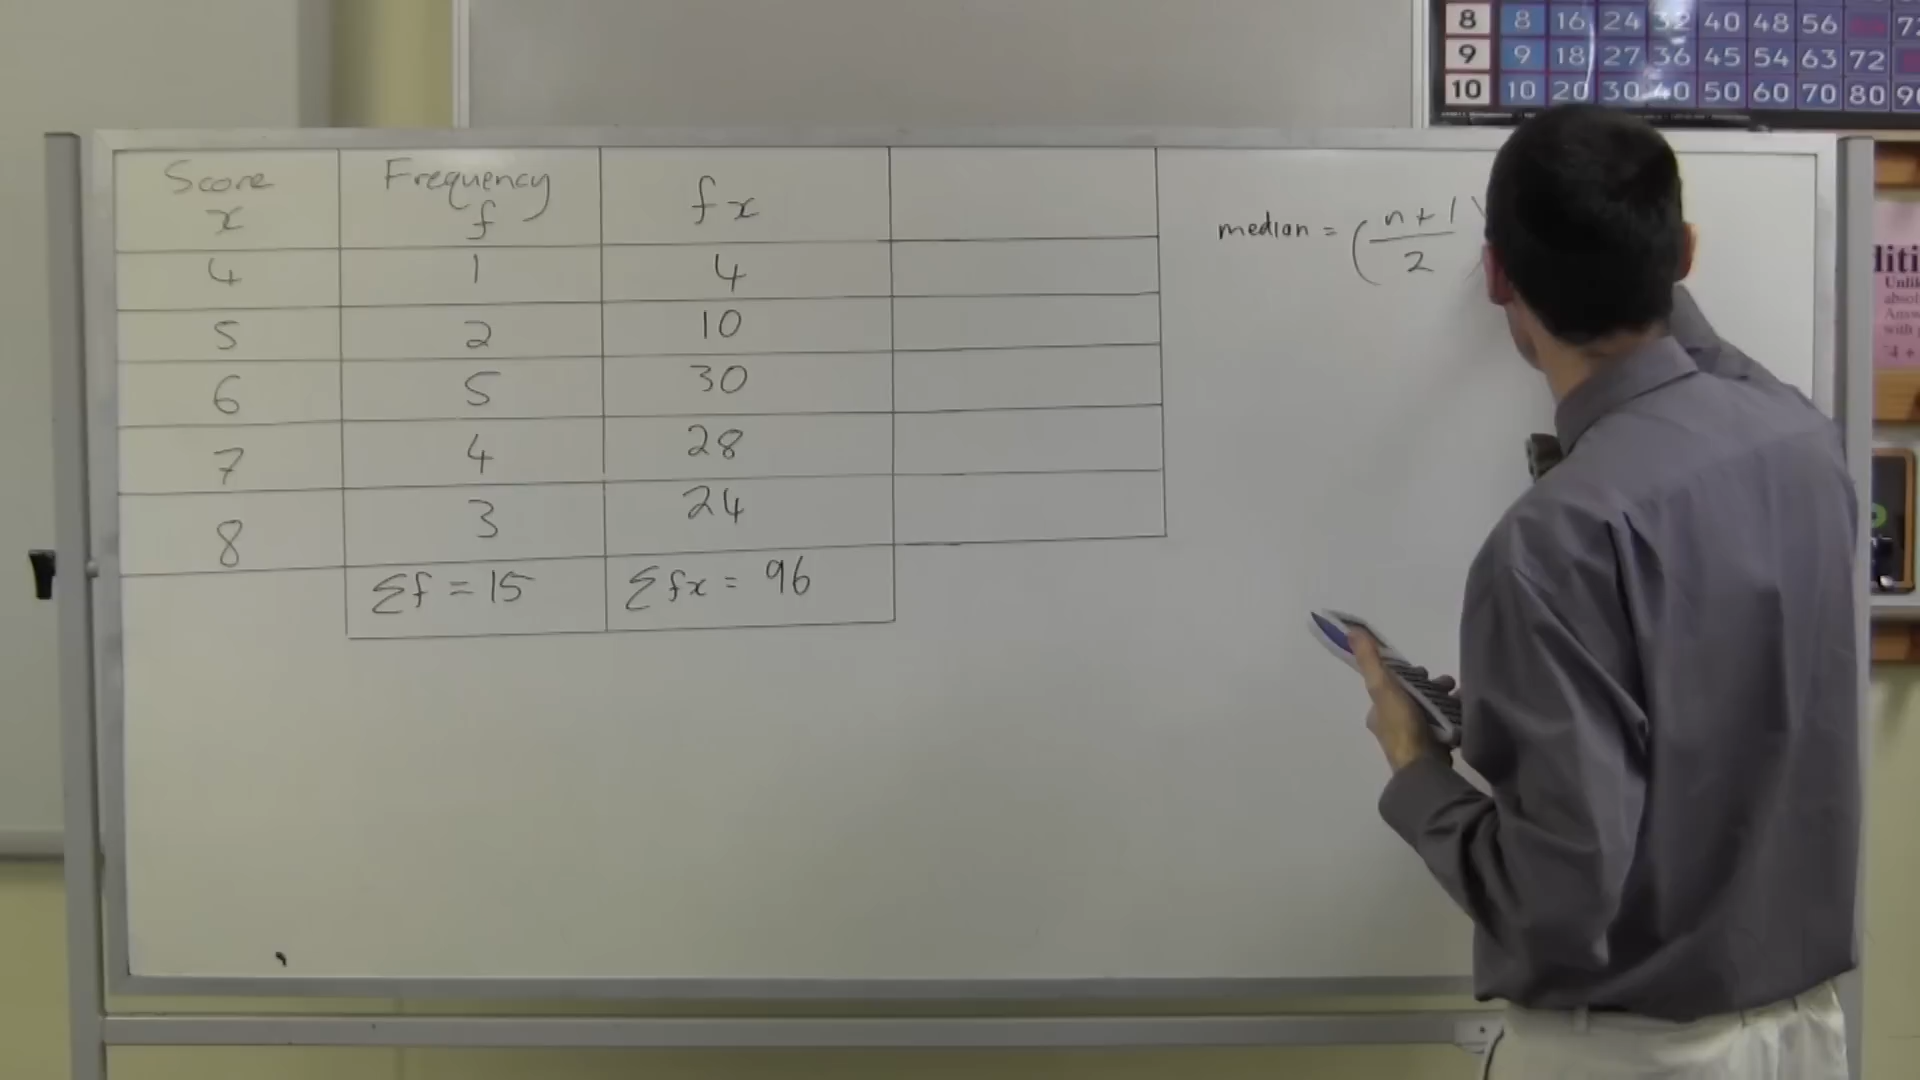 8 8 16 24 32 40 48 56
9 9 18 27 36 45 54 63 72
10 10 20 30 40 50 60 70 80 90
Score Frequency fx
x f
4 1 4
5 2 10
6 5 30
7 4 28
8 3 24
Σf = 15 Σfx = 96
median = (n+1
2